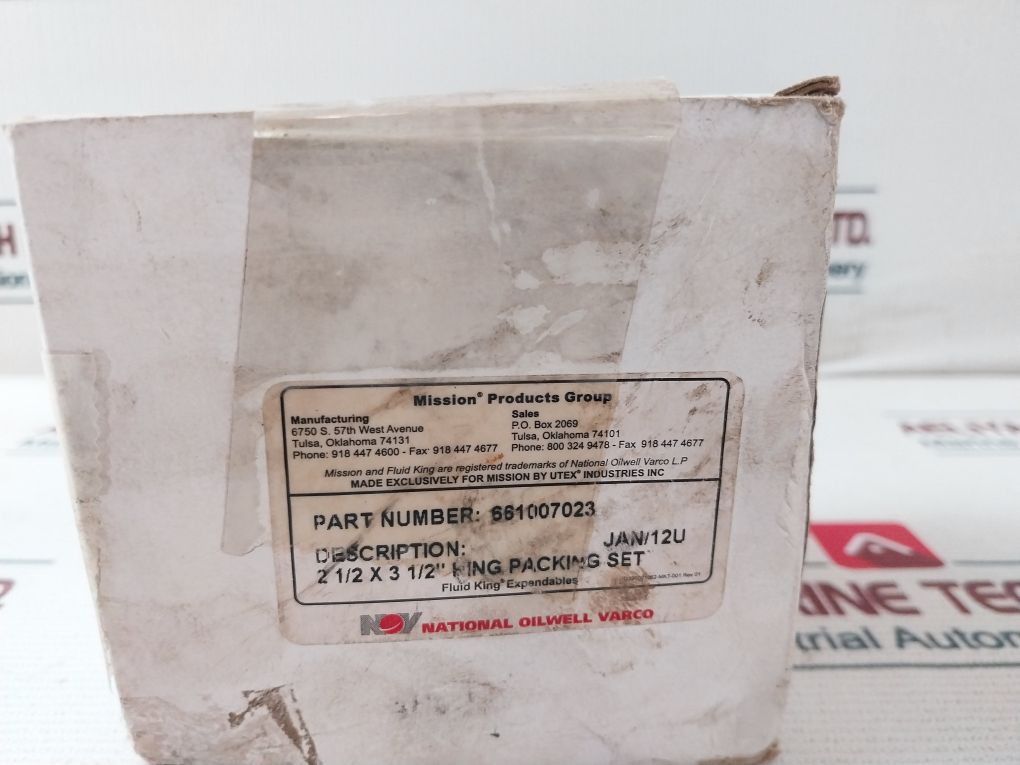 Mission® Products Group
Manufacturing
6750 S. 57th West Avenue
Tulsa, Oklahoma 74131
Phone: 918 447 4600 - Fax· 918 447 4677
Sales
P.O. Box 2069
Tulsa, Oklahoma 74101
Phone: 800 324 9478 - Fax 918 447 4677
Mission and Fluid King are registered trademarks of National Oilwell Varco L.P
MADE EXCLUSIVELY FOR MISSION BY UTEX® INDUSTRIES INC
PART NUMBER: 661007023
JAN/12U
DESCRIPTION:
2 1/2 X 3 1/2" RING PACKING SET
Fluid King® Expendables
NOV NATIONAL OILWELL VARCO
LTD.